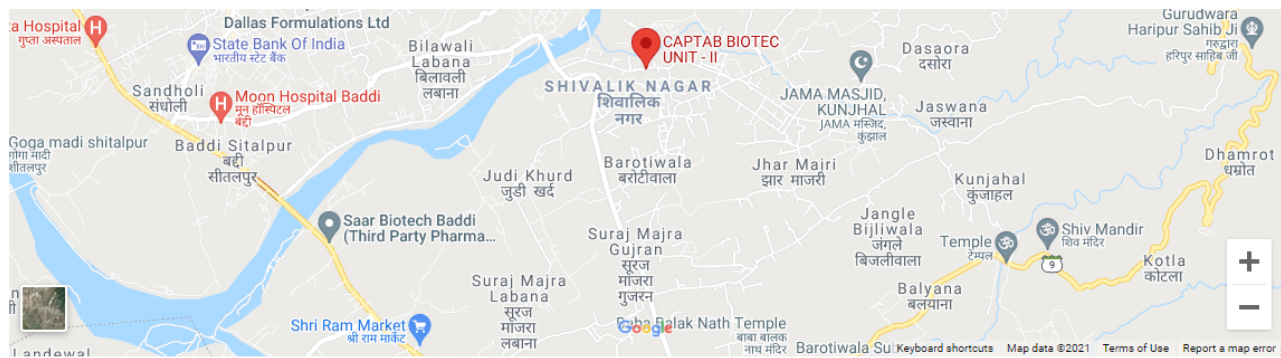 Dallas Formulations Ltd
ta Hospital
गुप्ता अस्पताल
State Bank Of India
भारतीय स्टेट बैंक
Bilawali
Labana
बिलावली
लबाना
CAPTAB BIOTEC
UNIT - II
Dasaora
दसोरा
Gurudwara
Haripur Sahib Ji
गुरुद्वारा
हरिपुर साहिब जी
Sandholi
संधोली
Moon Hospital Baddi
मून हॉस्पिटल
बद्दी
SHIVALIK NAGAR
शिवालिक
नगर
JAMA MASJID,
KUNJHAL
JAMA मस्जिद,
कुंझाल
Jaswana
जस्वाना
Goga madi shitalpur
गोगा मादी
शीतलपुर
Baddi Sitalpur
बद्दी
सीतलपुर
Judi Khurd
जुडी खर्द
Barotiwala
बरोटीवाला
Jhar Majri
झार माजरी
Dhamrot
धम्रोत
Kunjahal
कुंजाहल
Saar Biotech Baddi
(Third Party Pharma...
Suraj Majra
Gujran
सूरज
माजरा
गुजरन
Jangle
Bijliwala
जंगले
बिजलीवाला
Temple
टेम्पल
Shiv Mandir
शिव मंदिर
9
Kotla
कोटला
Suraj Majra
Labana
सूरज
माजरा
लबाना
Balyana
बलयाना
Shri Ram Market
श्री राम मार्केट
Google
Baba Balak Nath Temple
बाबा बालक
नाथ मंदिर
Landewal
Barotiwala Sub
Keyboard shortcuts
Map data ©2021
Terms of Use
Report a map error